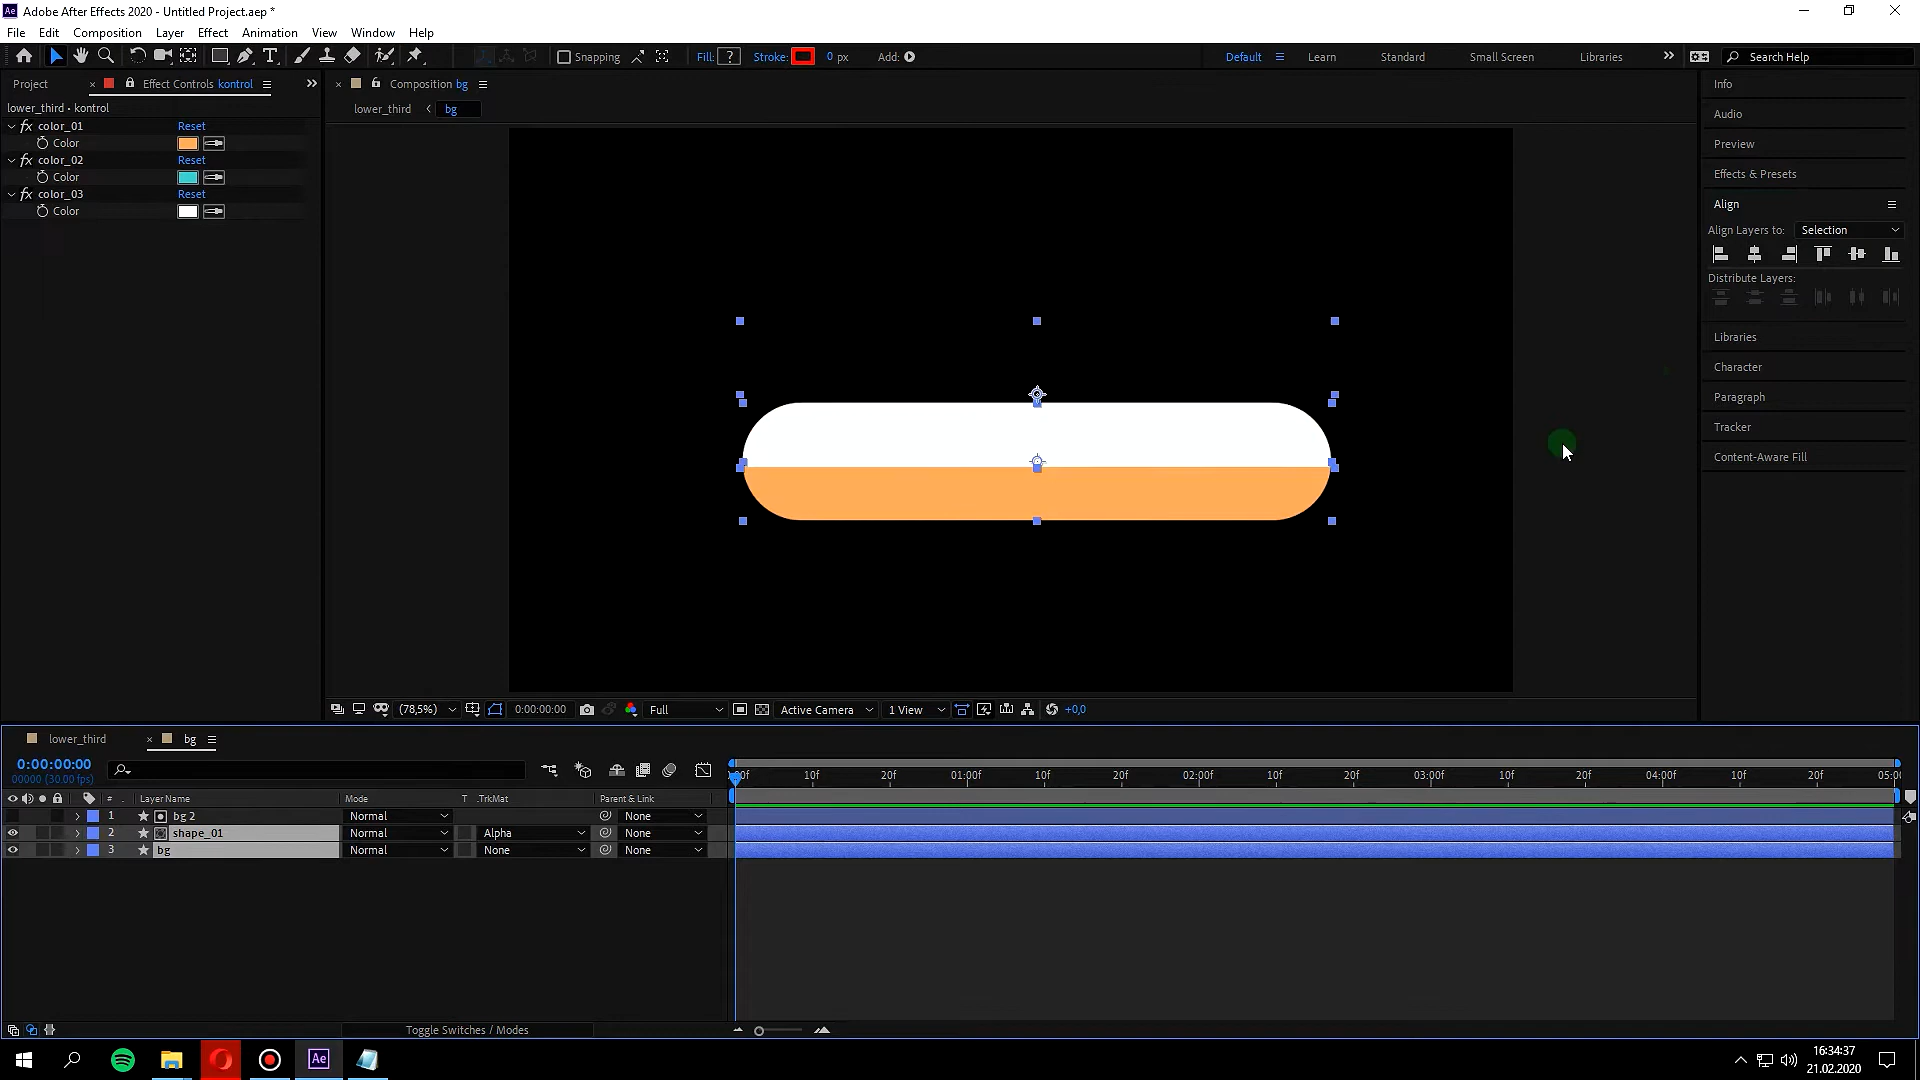 Adobe After Effects 2020 - Untitled Project.aep *
File Edit Composition Layer Effect Animation View Window Help
Snapping Fill: ? Stroke: 0 px Add: Default Learn Standard Small Screen Libraries Search Help
Project Effect Controls kontrol Composition bg
lower_third • kontrol
lower_third bg
fx color_01 Reset
Color
fx color_02 Reset
Color
fx color_03 Reset
Color
Info
Audio
Preview
Effects & Presets
Align
Align Layers to: Selection
Distribute Layers:
Libraries
Character
Paragraph
Tracker
Content-Aware Fill
(78,5%) 0:00:00:00 Full Active Camera 1 View +0,0
lower_third bg
0:00:00:00
00000 (30.00 fps)
10f 20f 01:00f 10f 20f 02:00f 10f 20f 03:00f 10f 20f 04:00f 10f 20f
# Layer Name Mode T .TrkMat Parent & Link
1 bg 2 Normal None
2 shape_01 Normal Alpha None
3 bg Normal None None
Toggle Switches / Modes
Ae
16:34:37
21.02.2020